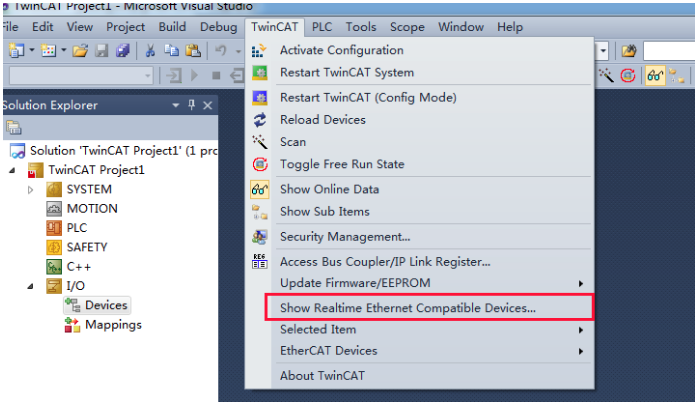 TwinCAT Project1 - Microsoft Visual Studio
File Edit View Project Build Debug TwinCAT PLC Tools Scope Window Help
Activate Configuration
Restart TwinCAT System
Restart TwinCAT (Config Mode)
Reload Devices
Scan
Toggle Free Run State
Show Online Data
Show Sub Items
Security Management...
Access Bus Coupler/IP Link Register...
Update Firmware/EEPROM
Show Realtime Ethernet Compatible Devices...
Selected Item
EtherCAT Devices
About TwinCAT
Solution Explorer
Solution 'TwinCAT Project1' (1 pro
TwinCAT Project1
SYSTEM
MOTION
PLC
SAFETY
C++
I/O
Devices
Mappings